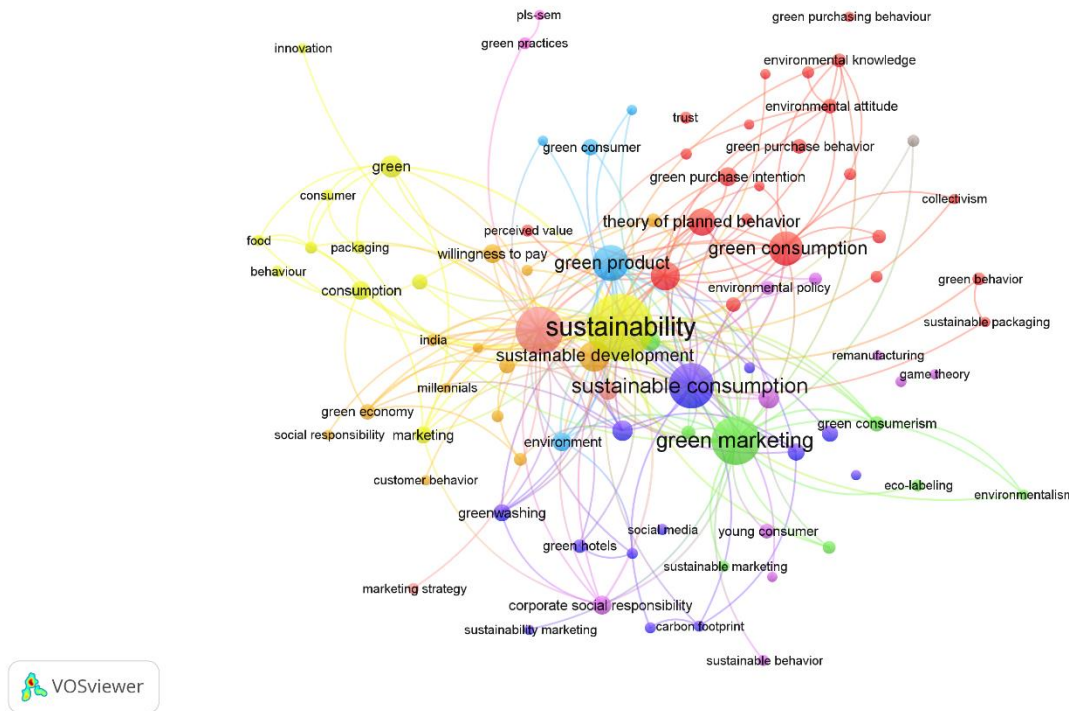 pls-sem
green purchasing behaviour
innovation
green practices
environmental knowledge
environmental attitude
trust
green consumer
green purchase behavior
green
green purchase intention
consumer
collectivism
theory of planned behavior
perceived value
food
packaging
willingness to pay
green consumption
green product
behaviour
environmental policy
green behavior
consumption
sustainability
sustainable packaging
india
sustainable development
remanufacturing
game theory
millennials
sustainable consumption
green economy
green consumerism
social responsibility
marketing
environment
green marketing
customer behavior
eco-labeling
environmentalism
greenwashing
social media
young consumer
green hotels
sustainable marketing
marketing strategy
corporate social responsibility
sustainability marketing
carbon footprint
sustainable behavior
VOSviewer